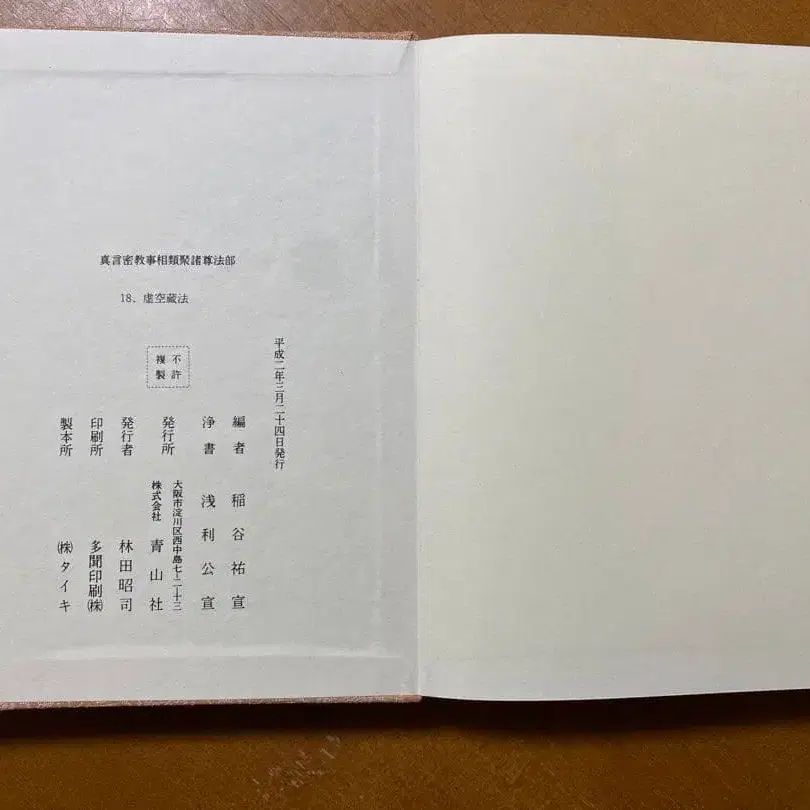 真言密教事相類聚諸尊法部
18．虚空蔵法
不許
複製
平成二年三月二十四日発行
編者 稲谷祐宣
浄書 浅利公宣
大阪市淀川区西中島七-二十三
発行所 株式会社 青山社
発行者 林田昭司
印刷所 多聞印刷㈱
製本所 ㈱タイキ